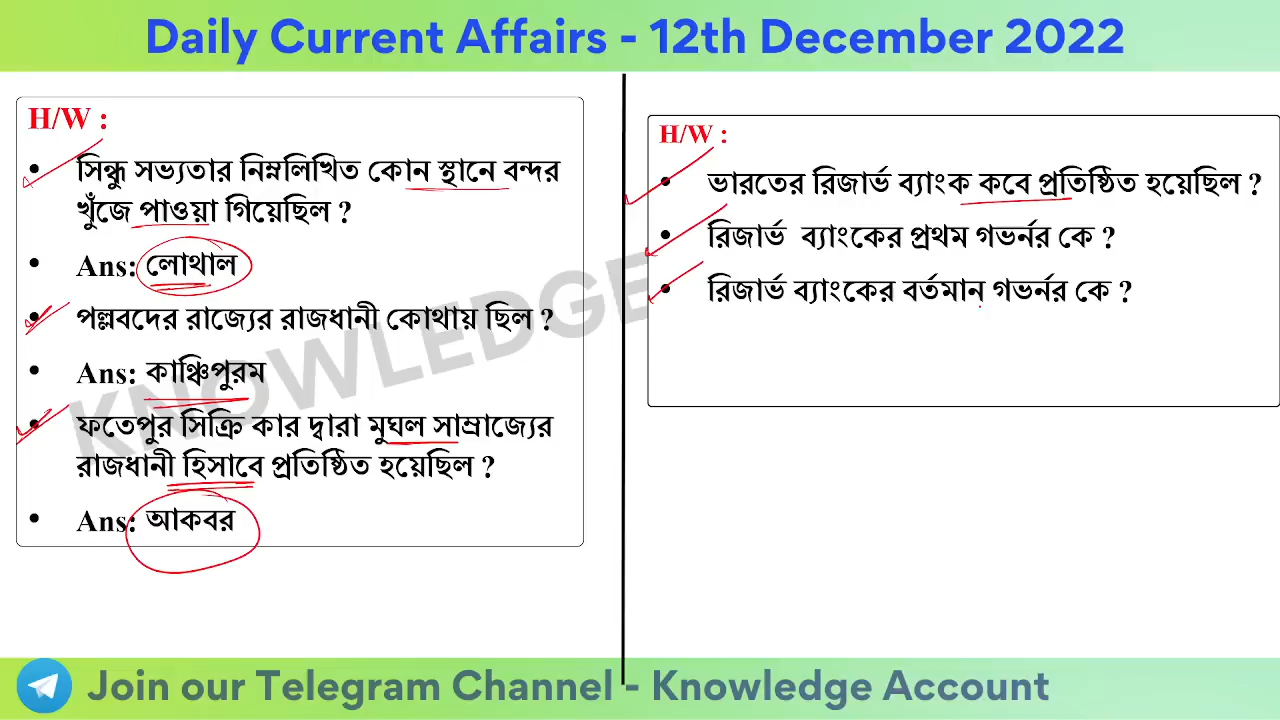 Daily Current Affairs - 12th December 2022
H/W :
• সিন্ধু সভ্যতার নিম্নলিখিত কোন স্থানে বন্দর
খুঁজে পাওয়া গিয়েছিল ?
• Ans: লোথাল
• পল্লবদের রাজ্যের রাজধানী কোথায় ছিল ?
• Ans: কাঞ্চিপুরম
• ফতেপুর সিক্রি কার দ্বারা মুঘল সাম্রাজ্যের
রাজধানী হিসাবে প্রতিষ্ঠিত হয়েছিল ?
• Ans: আকবর
H/W :
• ভারতের রিজার্ভ ব্যাংক কবে প্রতিষ্ঠিত হয়েছিল ?
• রিজার্ভ ব্যাংকের প্রথম গভর্নর কে ?
• রিজার্ভ ব্যাংকের বর্তমান গভর্নর কে ?
KNOWLEDGE
Join our Telegram Channel - Knowledge Account